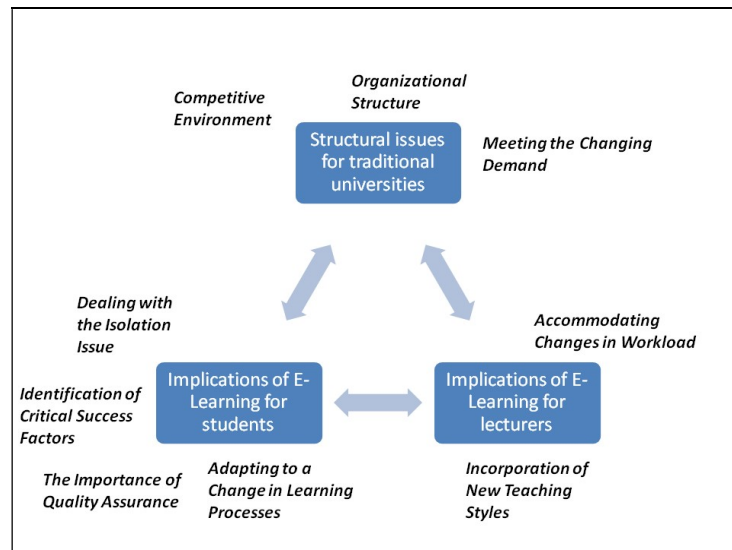 Organizational
Structure
Competitive
Environment
Structural issues
for traditional
universities
Meeting the Changing
Demand
Dealing with
the Isolation
Issue
Accommodating
Changes in Workload
Implications of E-
Learning for
students
Implications of E-
Learning for
lecturers
Identification of
Critical Success
Factors
The Importance of
Quality Assurance
Adapting to a
Change in Learning
Processes
Incorporation of
New Teaching
Styles